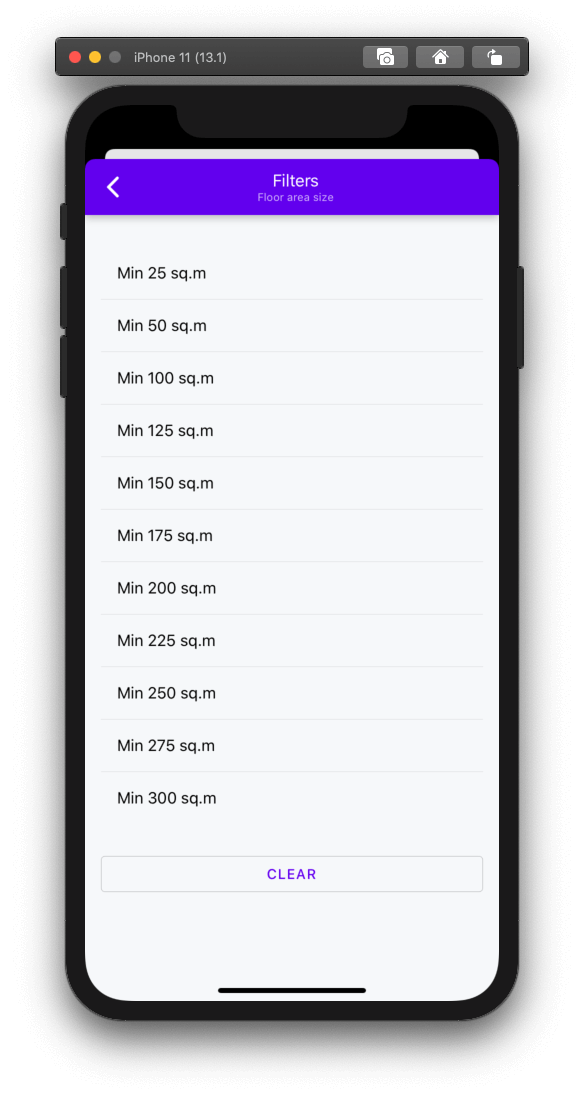 iPhone 11 (13.1)
Filters
Floor area size
Min 25 sq.m
Min 50 sq.m
Min 100 sq.m
Min 125 sq.m
Min 150 sq.m
Min 175 sq.m
Min 200 sq.m
Min 225 sq.m
Min 250 sq.m
Min 275 sq.m
Min 300 sq.m
CLEAR